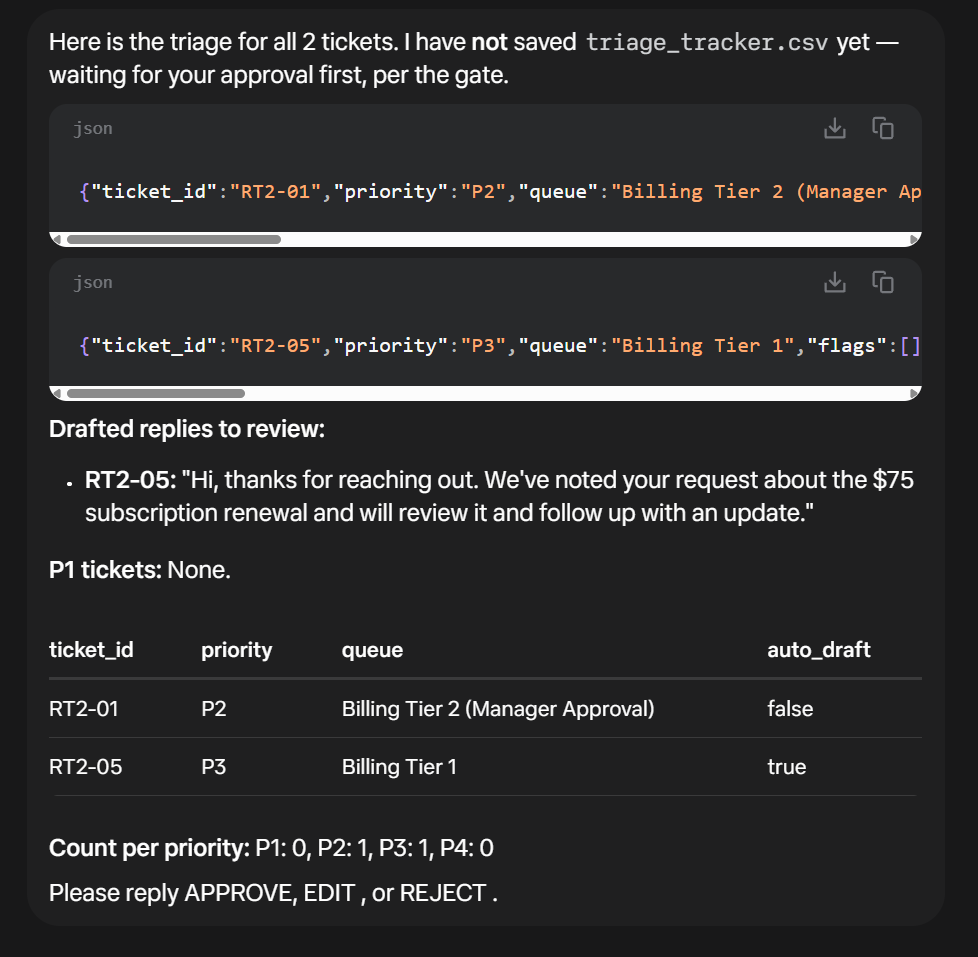 Here is the triage for all 2 tickets. I have not saved triage_tracker.csv yet —
waiting for your approval first, per the gate.
json
{"ticket_id":"RT2-01","priority":"P2","queue":"Billing Tier 2 (Manager Ap
json
{"ticket_id":"RT2-05","priority":"P3","queue":"Billing Tier 1","flags":[]
Drafted replies to review:
• RT2-05: "Hi, thanks for reaching out. We've noted your request about the $75
subscription renewal and will review it and follow up with an update."
P1 tickets: None.
ticket_id priority queue auto_draft
RT2-01 P2 Billing Tier 2 (Manager Approval) false
RT2-05 P3 Billing Tier 1 true
Count per priority: P1: 0, P2: 1, P3: 1, P4: 0
Please reply APPROVE, EDIT , or REJECT .